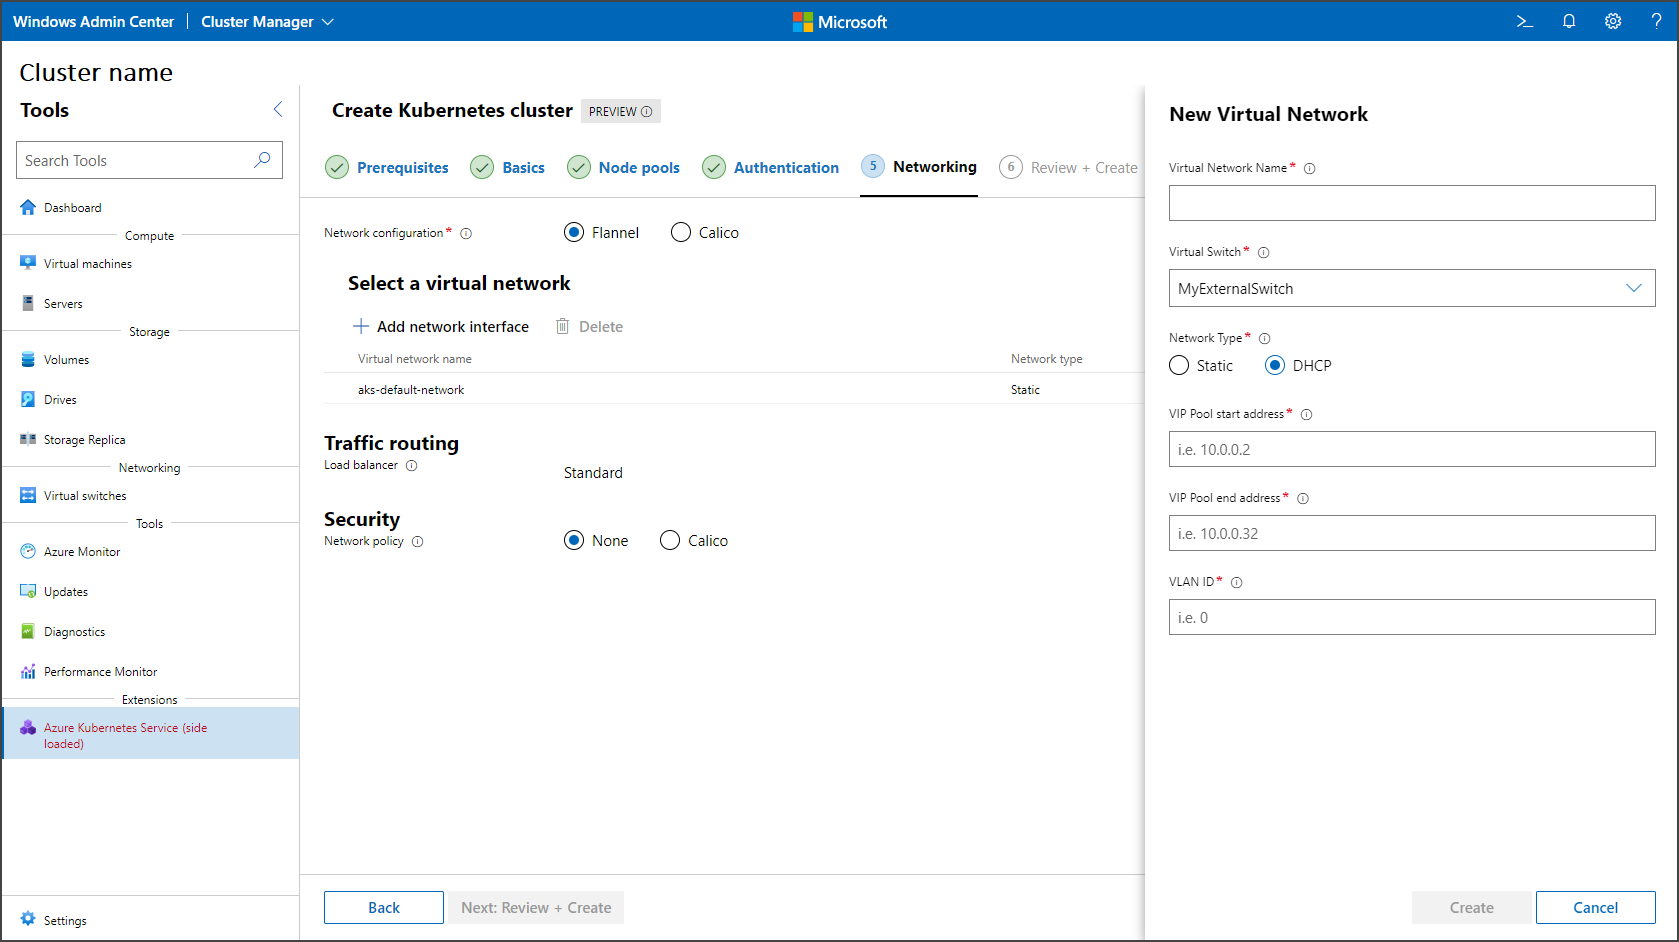 Windows Admin Center
Cluster Manager
Microsoft
Cluster name
Tools
Search Tools
Dashboard
Compute
Virtual machines
Servers
Storage
Volumes
Drives
Storage Replica
Networking
Virtual switches
Tools
Azure Monitor
Updates
Diagnostics
Performance Monitor
Extensions
Azure Kubernetes Service (side
loaded)
Settings
Create Kubernetes cluster PREVIEW
Prerequisites
Basics
Node pools
Authentication
5 Networking
6 Review + Create
Network configuration*
Flannel
Calico
Select a virtual network
Add network interface
Delete
Virtual network name
Network type
aks-default-network
Static
Traffic routing
Load balancer
Standard
Security
Network policy
None
Calico
Back
Next: Review + Create
New Virtual Network
Virtual Network Name*
Virtual Switch*
MyExternalSwitch
Network Type*
Static
DHCP
VIP Pool start address*
i.e. 10.0.0.2
VIP Pool end address*
i.e. 10.0.0.32
VLAN ID*
i.e. 0
Create
Cancel